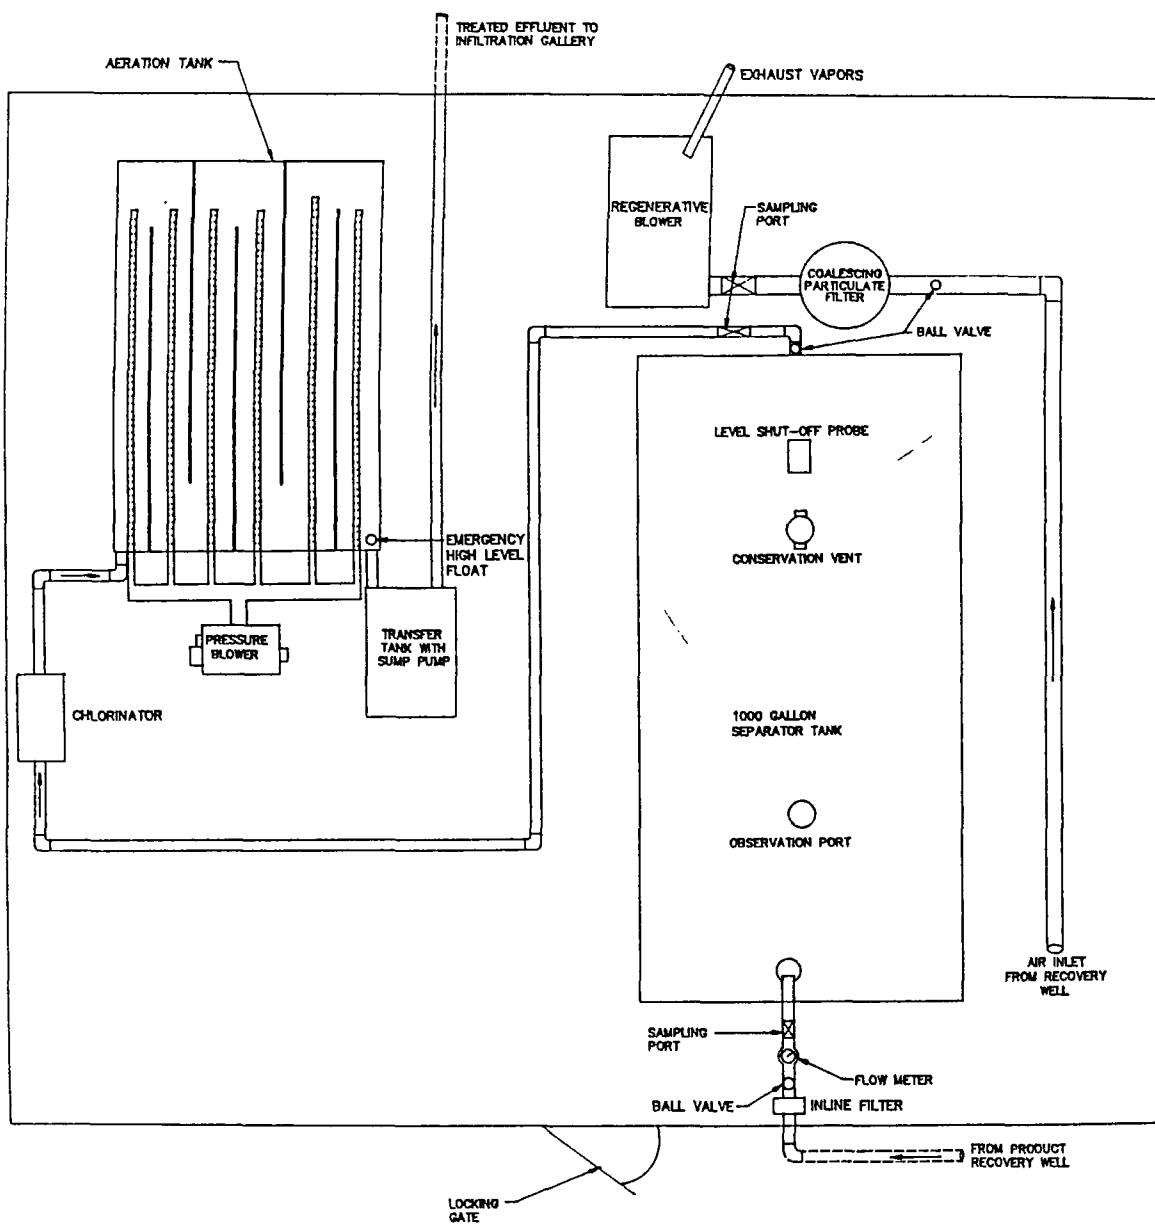 TREATED EFFLUENT TO
INFILTRATION GALLERY
AERATION TANK
EXHAUST VAPORS
REGENERATIVE
BLOWER
SAMPLING
PORT
COALESCING
PARTICULATE
FILTER
BALL VALVE
LEVEL SHUT-OFF PROBE
CONSERVATION VENT
EMERGENCY
HIGH LEVEL
FLOAT
PRESSURE
BLOWER
TRANSFER
TANK WITH
SUMP PUMP
CHLORINATOR
1000 GALLON
SEPARATOR TANK
OBSERVATION PORT
AIR INLET
FROM RECOVERY
WELL
SAMPLING
PORT
FLOW METER
BALL VALVE
INLINE FILTER
FROM PRODUCT
RECOVERY WELL
LOCKING
GATE